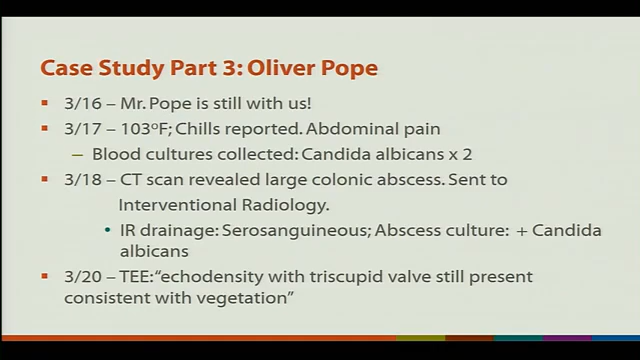 Case Study Part 3: Oliver Pope
3/16 – Mr. Pope is still with us!
3/17 – 103ºF; Chills reported. Abdominal pain
– Blood cultures collected: Candida albicans x 2
3/18 – CT scan revealed large colonic abscess. Sent to
Interventional Radiology.
• IR drainage: Serosanguineous; Abscess culture: + Candida
albicans
3/20 – TEE: “echodensity with triscupid valve still present
consistent with vegetation”